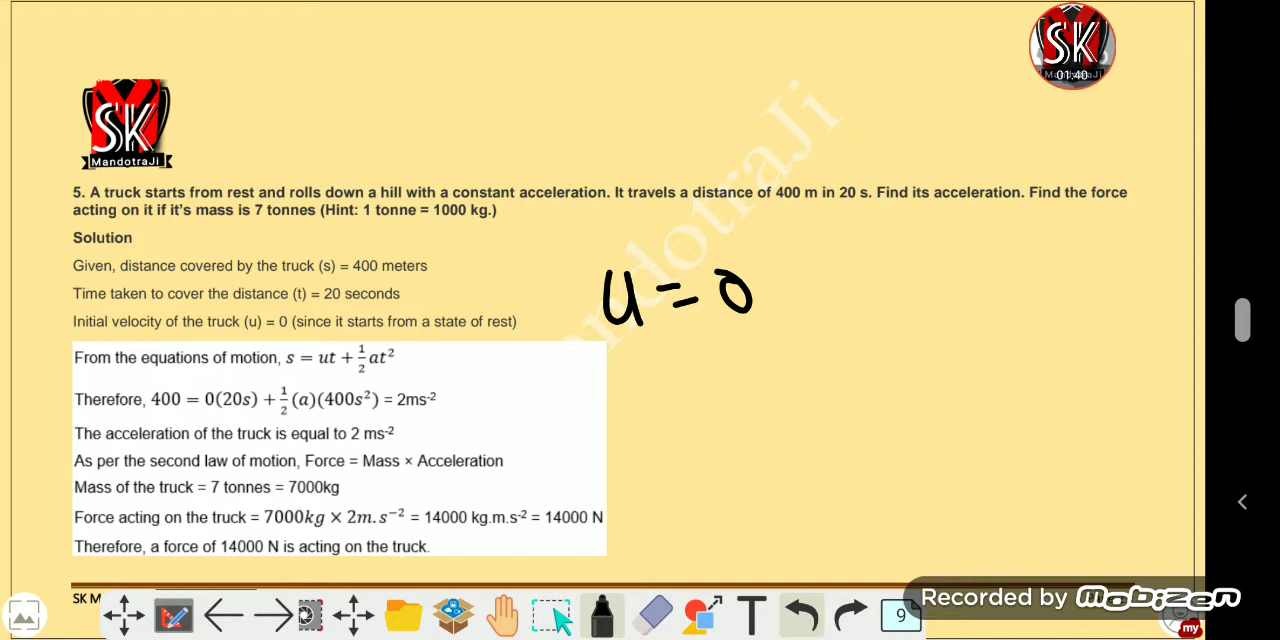 SK
MandotraJi
01:40
SK
MandotraJi
MandotraJi
5. A truck starts from rest and rolls down a hill with a constant acceleration. It travels a distance of 400 m in 20 s. Find its acceleration. Find the force
acting on it if it's mass is 7 tonnes (Hint: 1 tonne = 1000 kg.)
Solution
Given, distance covered by the truck (s) = 400 meters
Time taken to cover the distance (t) = 20 seconds
u = 0
Initial velocity of the truck (u) = 0 (since it starts from a state of rest)
From the equations of motion, s = ut + ½at²
Therefore, 400 = 0(20s) + ½(a)(400s²) = 2ms⁻²
The acceleration of the truck is equal to 2 ms⁻²
As per the second law of motion, Force = Mass × Acceleration
Mass of the truck = 7 tonnes = 7000kg
Force acting on the truck = 7000kg × 2m.s⁻² = 14000 kg.m.s⁻² = 14000 N
Therefore, a force of 14000 N is acting on the truck.
SK M
T
9
Recorded by Mobizen
my